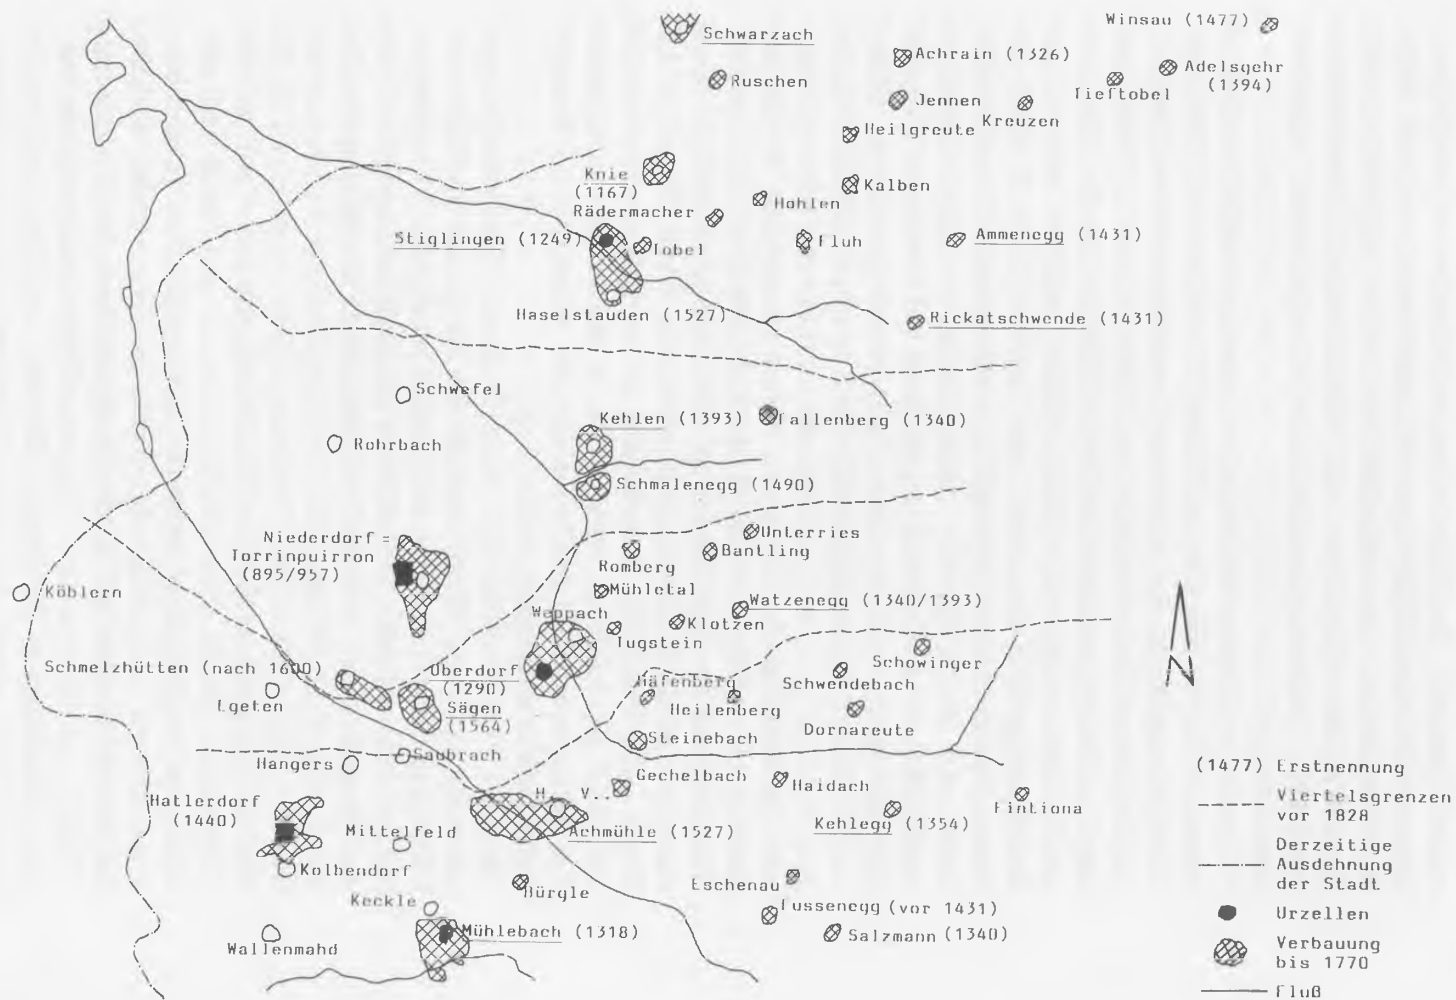 Schwarzach
Winsau (1477)
Achrain (1326)
Adelsgehr
(1394)
Ruschen
Tieftobel
Jennen
Kreuzen
Heilgreute
Knie
(1167)
Kalben
Hohlen
Rädermacher
Stiglingen (1249)
Tobel
Fluh
Ammenegg (1431)
Haselstauden (1527)
Rickatschwende (1431)
Schwefel
Kehlen (1393)
Fallenberg (1340)
Rohrbach
Schmalenegg (1490)
Niederdorf =
Torrinpuirron
(895/957)
Unterries
Romberg
Bantling
Köblern
Mühletal
Watzenegg (1340/1393)
Weppach
Klotzen
Tugstein
Schmelzhütten (nach 1600)
Oberdorf
(1290)
Schowinger
Schwendebach
Egeten
Sägen
(1564)
Häfenberg
Heilenberg
Dornareute
Steinebach
Hangers
Saubrach
Gechelbach
Haidach
Fintiona
Hatlerdorf
(1440)
H. V..
Mittelfeld
Achmühle (1527)
Kehlegg (1354)
Kolbendorf
Eschenau
Keckle
Fussenegg (vor 1431)
Mühlebach (1318)
Salzmann (1340)
Wallenmahd
N
(1477) Erstnennung
Viertelsgrenzen
vor 1828
Derzeitige
Ausdehnung
der Stadt
Urzellen
Verbauung
bis 1770
Fluß